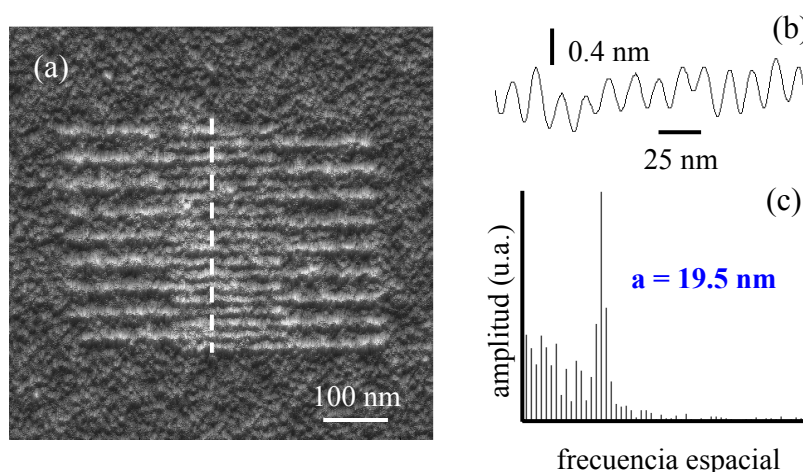 (a)
100 nm
(b)
0.4 nm
25 nm
(c)
a = 19.5 nm
amplitud (u.a.)
frecuencia espacial